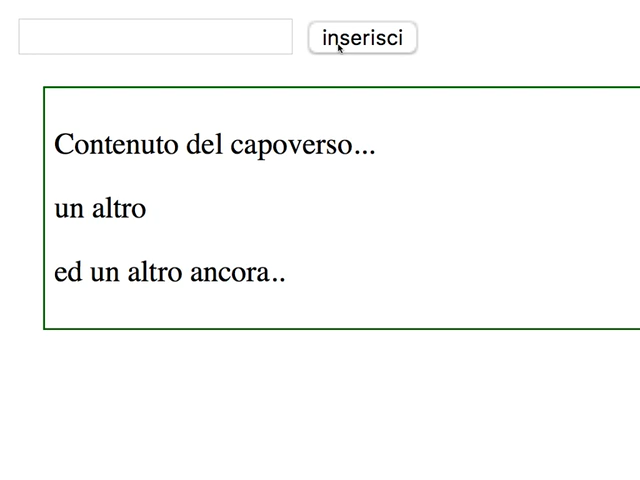 inserisci
Contenuto del capoverso...
un altro
ed un altro ancora..